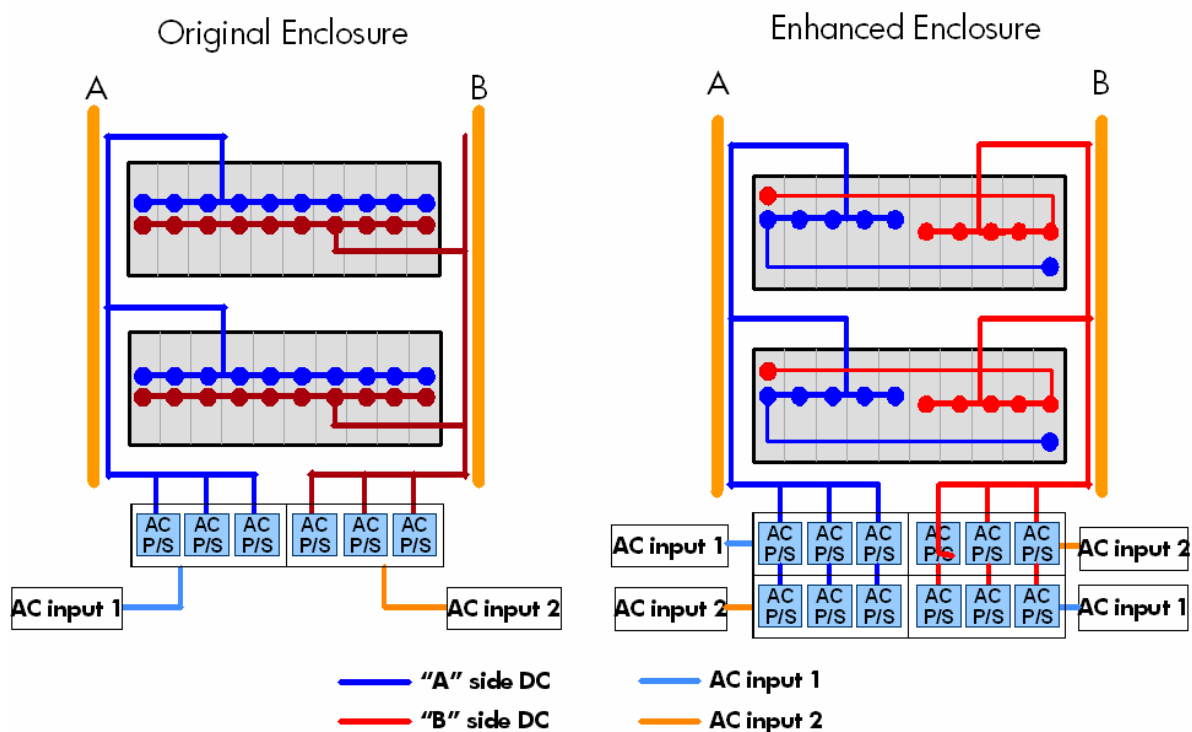 Original Enclosure
Enhanced Enclosure
A
B
A
B
AC P/S
AC P/S
AC P/S
AC P/S
AC P/S
AC P/S
AC input 1
AC input 2
AC input 1
AC P/S
AC P/S
AC P/S
AC P/S
AC P/S
AC P/S
AC input 2
AC input 2
AC P/S
AC P/S
AC P/S
AC P/S
AC P/S
AC P/S
AC input 1
“A” side DC
AC input 1
“B” side DC
AC input 2